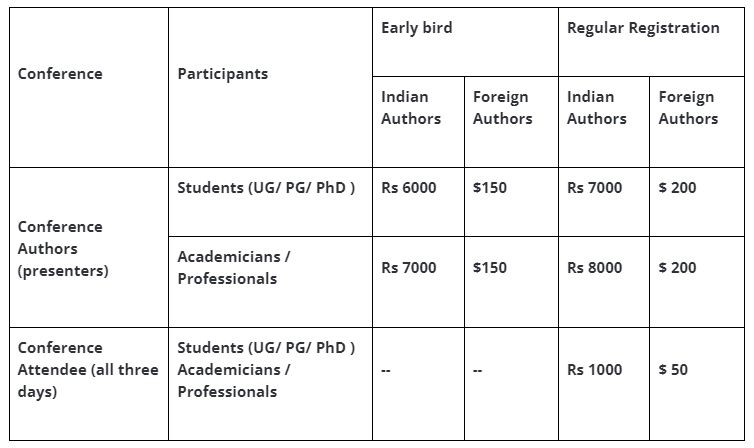 Conference
Participants
Early bird
Regular Registration
Indian
Authors
Foreign
Authors
Indian
Authors
Foreign
Authors
Conference
Authors
(presenters)
Students (UG/ PG/ PhD )
Rs 6000
$150
Rs 7000
$ 200
Academicians /
Professionals
Rs 7000
$150
Rs 8000
$ 200
Conference
Attendee (all three
days)
Students (UG/ PG/ PhD )
Academicians /
Professionals
--
--
Rs 1000
$ 50